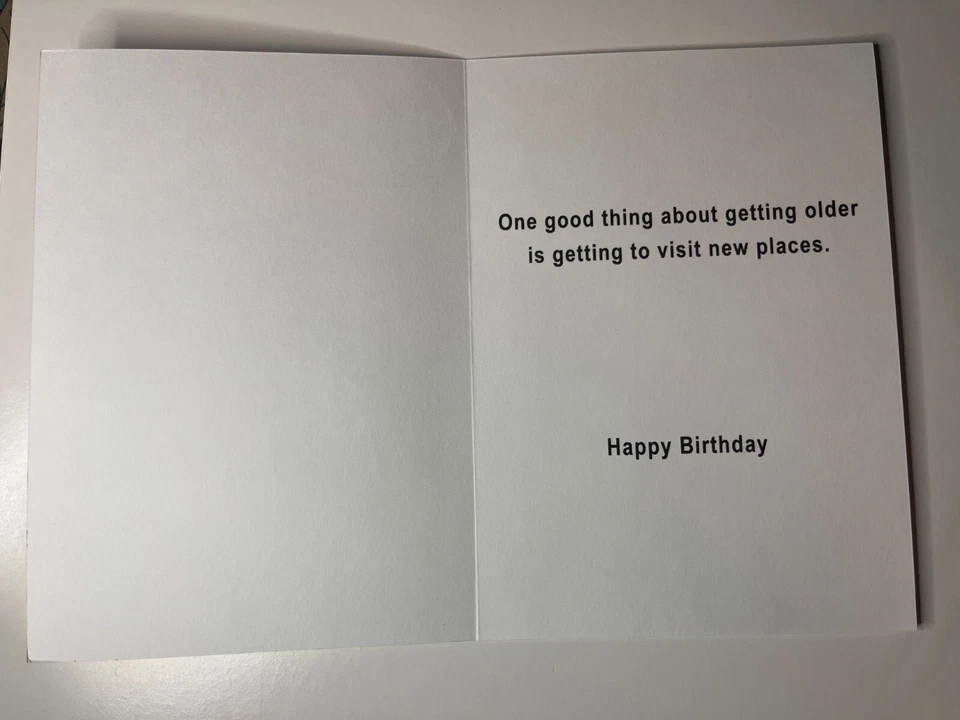 One good thing about getting older
is getting to visit new places.
Happy Birthday